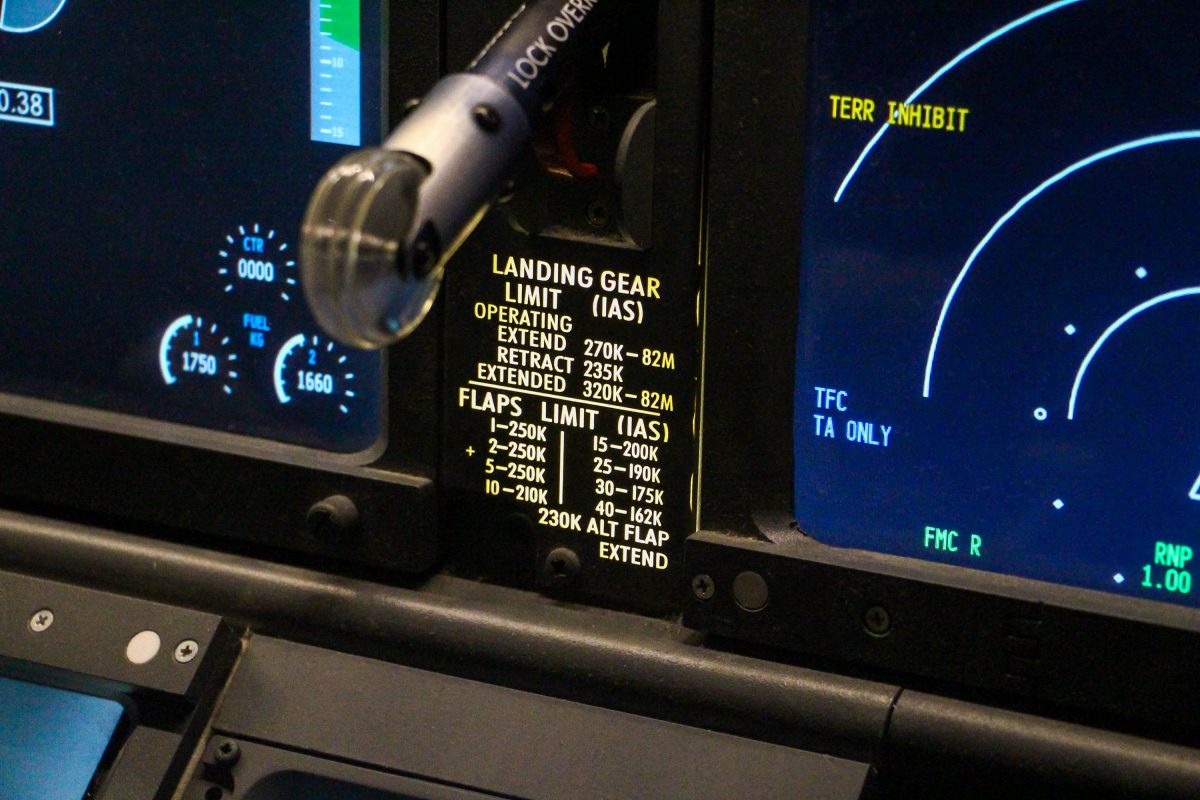 LOCK
0.38
10
15
CTR
0000
FUEL
KG
1
1750
2
1660
LANDING GEAR
LIMIT (IAS)
OPERATING
EXTEND 270K-82M
RETRACT 235K
EXTENDED 320K-82M
FLAPS LIMIT (IAS)
1-250K 15-200K
+ 2-250K 25-190K
5-250K 30-175K
10-210K 40-162K
230K ALT FLAP
EXTEND
TERR INHIBIT
TFC
TA ONLY
FMC R
RNP
1.00